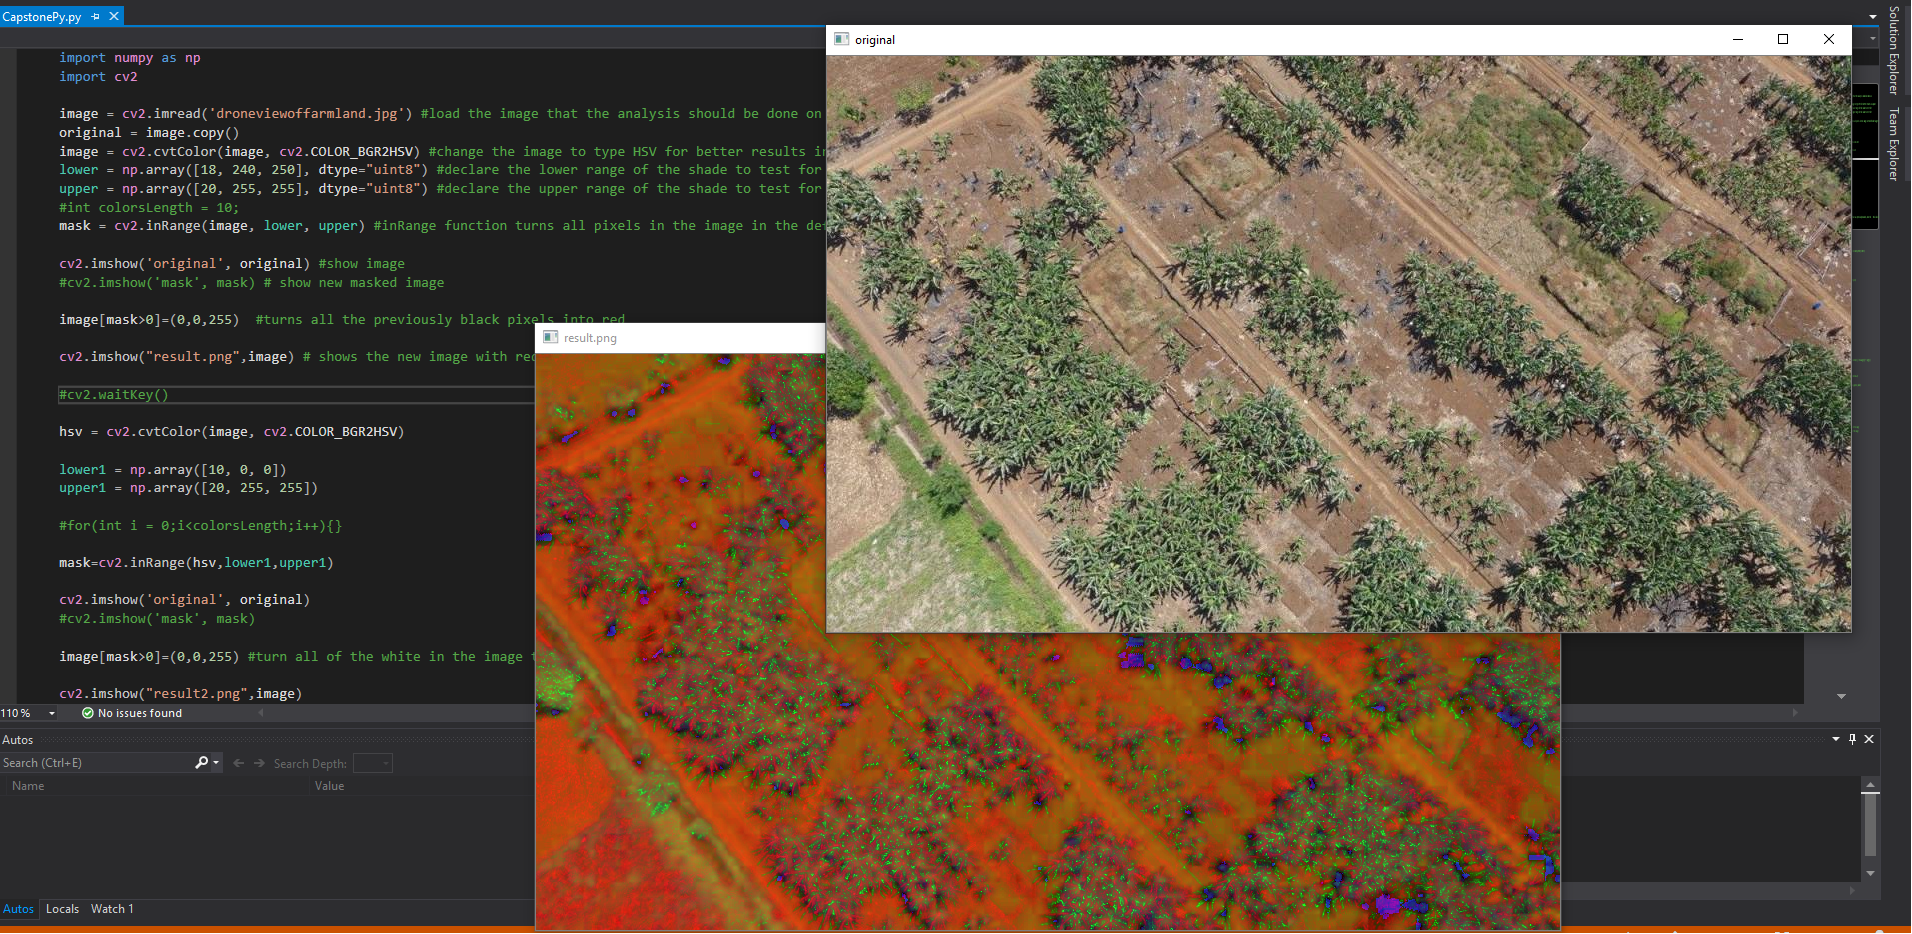 CapstonePy.py
import numpy as np
import cv2
image = cv2.imread('droneviewoffarmland.jpg') #load the image that the analysis should be done on
original = image.copy()
image = cv2.cvtColor(image, cv2.COLOR_BGR2HSV) #change the image to type HSV for better results in
lower = np.array([18, 240, 250], dtype="uint8") #declare the lower range of the shade to test for
upper = np.array([20, 255, 255], dtype="uint8") #declare the upper range of the shade to test for
#int colorsLength = 10;
mask = cv2.inRange(image, lower, upper) #inRange function turns all pixels in the image in the de
cv2.imshow('original', original) #show image
#cv2.imshow('mask', mask) # show new masked image
image[mask>0]=(0,0,255)  #turns all the previously black pixels into red
cv2.imshow("result.png",image) # shows the new image with red
#cv2.waitKey()
hsv = cv2.cvtColor(image, cv2.COLOR_BGR2HSV)
lower1 = np.array([10, 0, 0])
upper1 = np.array([20, 255, 255])
#for(int i = 0;i<colorsLength;i++){}
mask=cv2.inRange(hsv,lower1,upper1)
cv2.imshow('original', original)
#cv2.imshow('mask', mask)
image[mask>0]=(0,0,255) #turn all of the white in the image
cv2.imshow("result2.png",image)
110 %
No issues found
original
result.png
Solution Explorer
Team Explorer
Autos
Search (Ctrl+E)
Search Depth:
Name Value
Autos Locals Watch 1